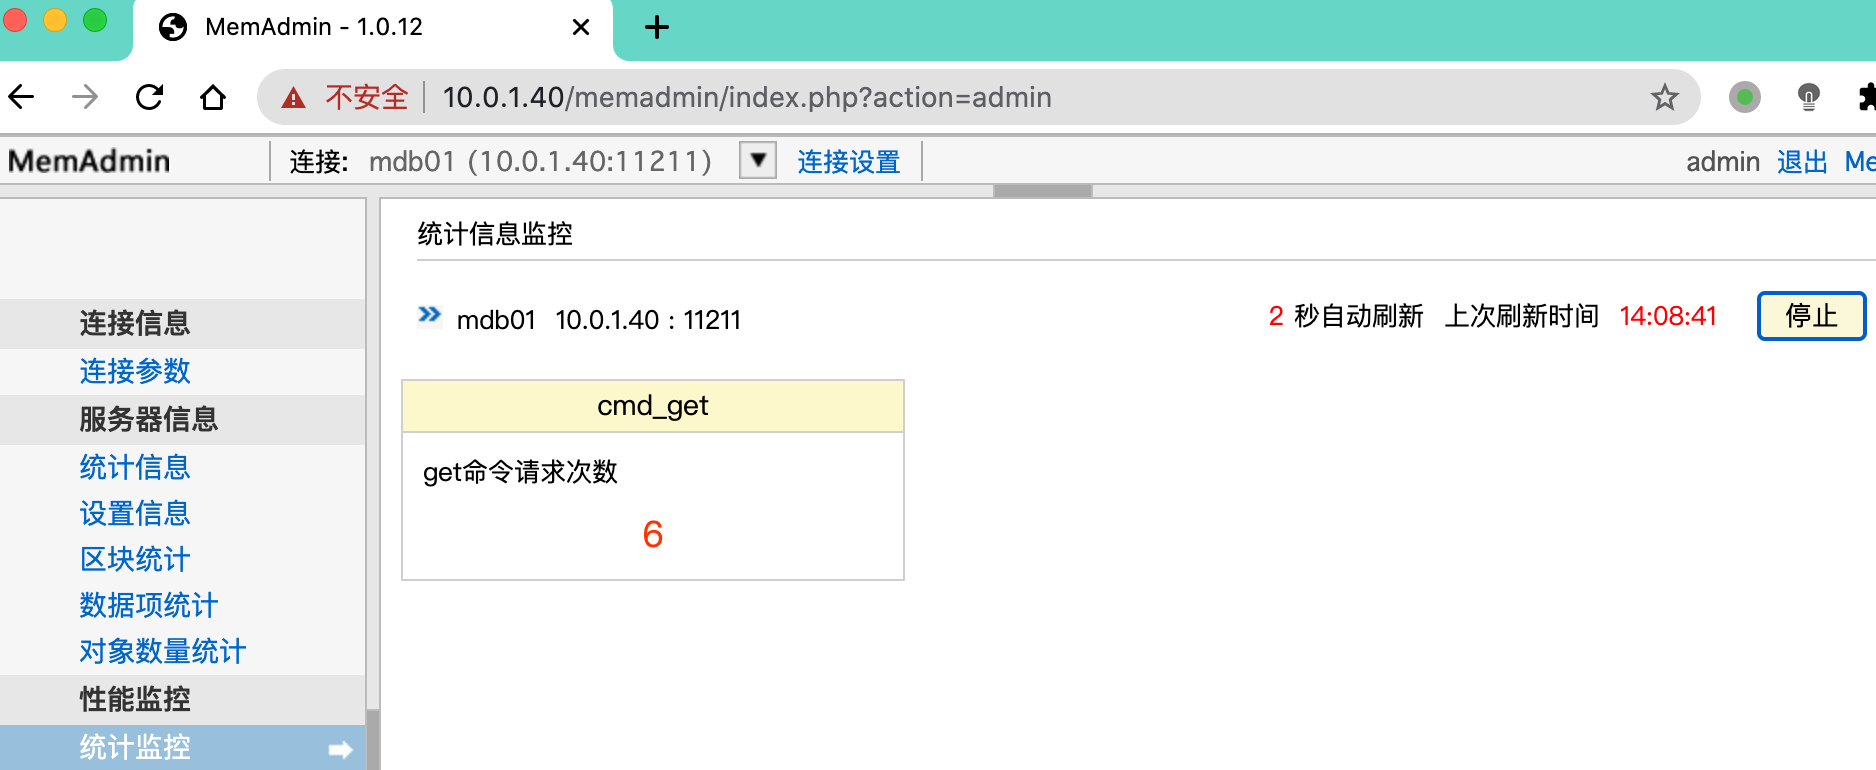 MemAdmin - 1.0.12
不安全 10.0.1.40/memadmin/index.php?action=admin
MemAdmin 连接: mdb01 (10.0.1.40:11211) 连接设置 admin 退出 Me
统计信息监控
mdb01 10.0.1.40 : 11211 2 秒自动刷新 上次刷新时间 14:08:41 停止
连接信息
连接参数
服务器信息
统计信息
设置信息
区块统计
数据项统计
对象数量统计
性能监控
统计监控
cmd_get
get命令请求次数
6